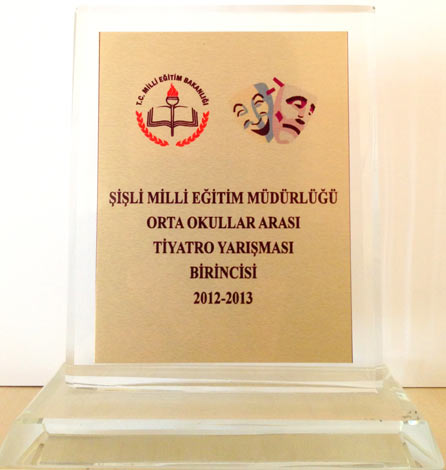 T.C. MİLLİ EĞİTİM BAKANLIĞI
ŞİŞLİ MİLLİ EĞİTİM MÜDÜRLÜĞÜ
ORTA OKULLAR ARASI
TİYATRO YARIŞMASI
BİRİNCİSİ
2012-2013